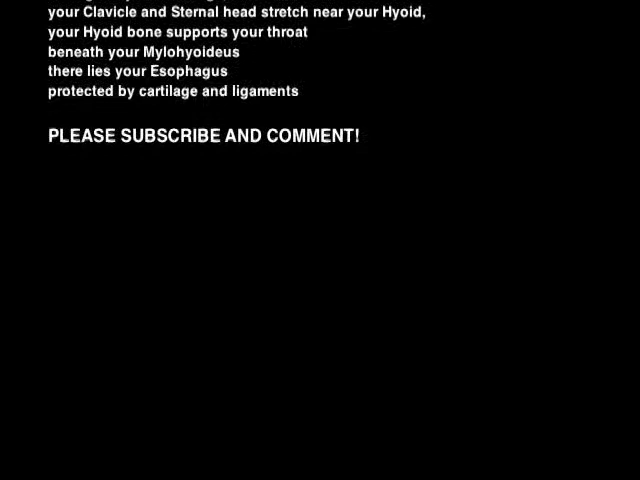 your Clavicle and Sternal head stretch near your Hyoid,
your Hyoid bone supports your throat
beneath your Mylohyoideus
there lies your Esophagus
protected by cartilage and ligaments
PLEASE SUBSCRIBE AND COMMENT!